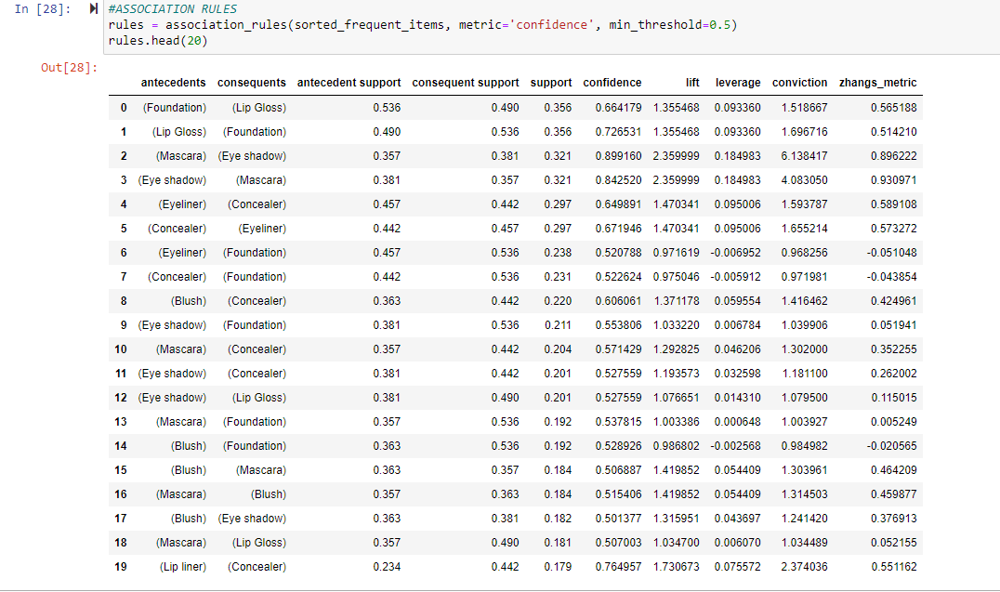 In [28]: #ASSOCIATION RULES
rules = association_rules(sorted_frequent_items, metric='confidence', min_threshold=0.5)
rules.head(20)
Out[28]:
antecedents consequents antecedent support consequent support support confidence lift leverage conviction zhangs_metric
0 (Foundation) (Lip Gloss) 0.536 0.490 0.356 0.664179 1.355468 0.093360 1.518667 0.565188
1 (Lip Gloss) (Foundation) 0.490 0.536 0.356 0.726531 1.355468 0.093360 1.696716 0.514210
2 (Mascara) (Eye shadow) 0.357 0.381 0.321 0.899160 2.359999 0.184983 6.138417 0.896222
3 (Eye shadow) (Mascara) 0.381 0.357 0.321 0.842520 2.359999 0.184983 4.083050 0.930971
4 (Eyeliner) (Concealer) 0.457 0.442 0.297 0.649891 1.470341 0.095006 1.593787 0.589108
5 (Concealer) (Eyeliner) 0.442 0.457 0.297 0.671946 1.470341 0.095006 1.655214 0.573272
6 (Eyeliner) (Foundation) 0.457 0.536 0.238 0.520788 0.971619 -0.006952 0.968256 -0.051048
7 (Concealer) (Foundation) 0.442 0.536 0.231 0.522624 0.975046 -0.005912 0.971981 -0.043854
8 (Blush) (Concealer) 0.363 0.442 0.220 0.606061 1.371178 0.059554 1.416462 0.424961
9 (Eye shadow) (Foundation) 0.381 0.536 0.211 0.553806 1.033220 0.006784 1.039906 0.051941
10 (Mascara) (Concealer) 0.357 0.442 0.204 0.571429 1.292825 0.046206 1.302000 0.352255
11 (Eye shadow) (Concealer) 0.381 0.442 0.201 0.527559 1.193573 0.032598 1.181100 0.262002
12 (Eye shadow) (Lip Gloss) 0.381 0.490 0.201 0.527559 1.076651 0.014310 1.079500 0.115015
13 (Mascara) (Foundation) 0.357 0.536 0.192 0.537815 1.003386 0.000648 1.003927 0.005249
14 (Blush) (Foundation) 0.363 0.536 0.192 0.528926 0.986802 -0.002568 0.984982 -0.020565
15 (Blush) (Mascara) 0.363 0.357 0.184 0.506887 1.419852 0.054409 1.303961 0.464209
16 (Mascara) (Blush) 0.357 0.363 0.184 0.515406 1.419852 0.054409 1.314503 0.459877
17 (Blush) (Eye shadow) 0.363 0.381 0.182 0.501377 1.315951 0.043697 1.241420 0.376913
18 (Mascara) (Lip Gloss) 0.357 0.490 0.181 0.507003 1.034700 0.006070 1.034489 0.052155
19 (Lip liner) (Concealer) 0.234 0.442 0.179 0.764957 1.730673 0.075572 2.374036 0.551162